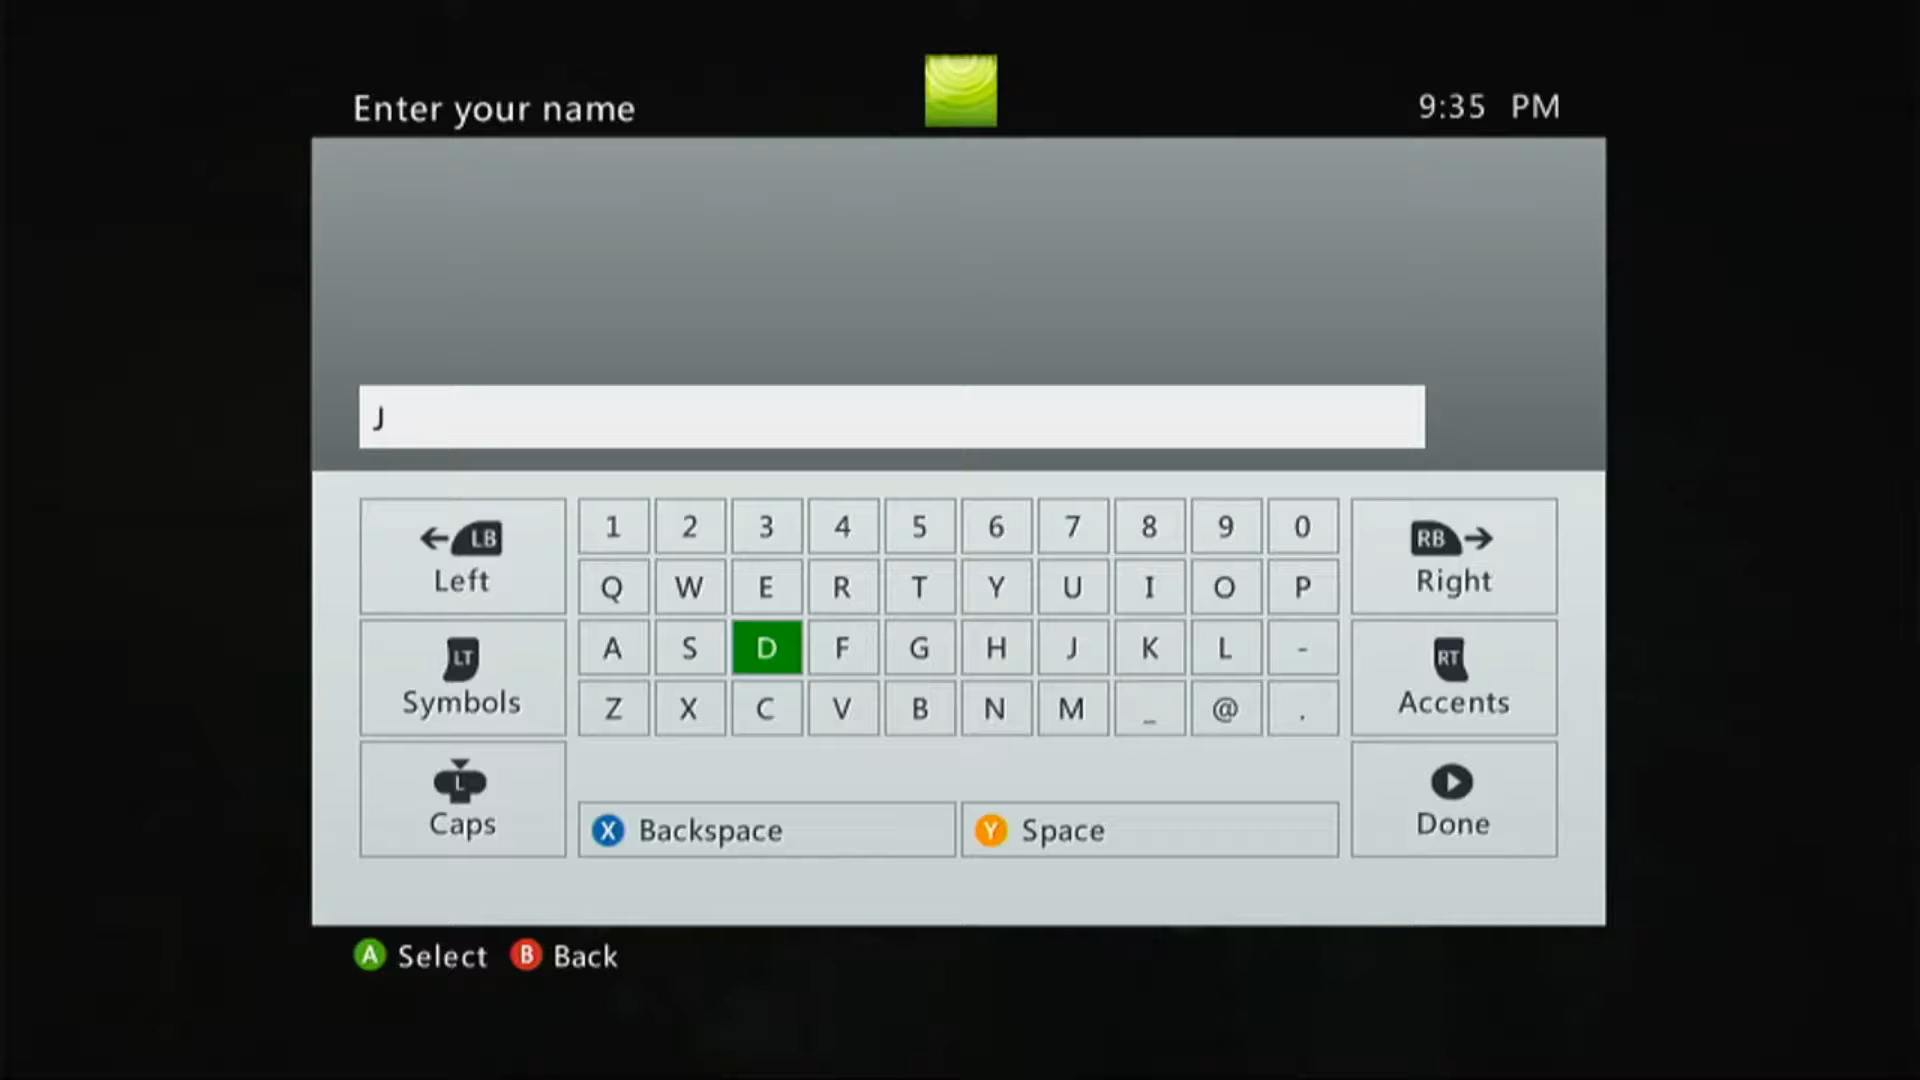 Enter your name
9:35 PM
J
LB
Left
1 2 3 4 5 6 7 8 9 0
RB
Right
Q W E R T Y U I O P
LT
Symbols
A S D F G H J K L -
RT
Accents
Z X C V B N M _ @ .
L
Caps
X Backspace
Y Space
Done
A Select B Back